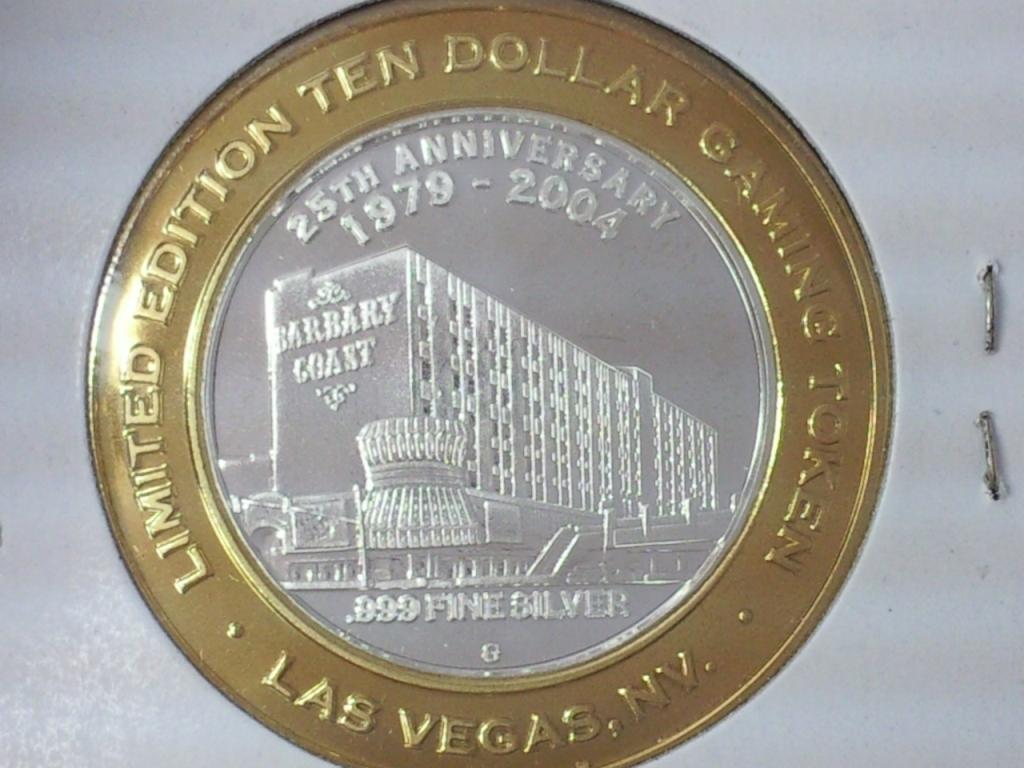 LIMITED EDITION TEN DOLLAR GAMING TOKEN
25TH ANNIVERSARY
1979 - 2004
BARBARY
COAST
.999 FINE SILVER
G
• LAS VEGAS, NV. •